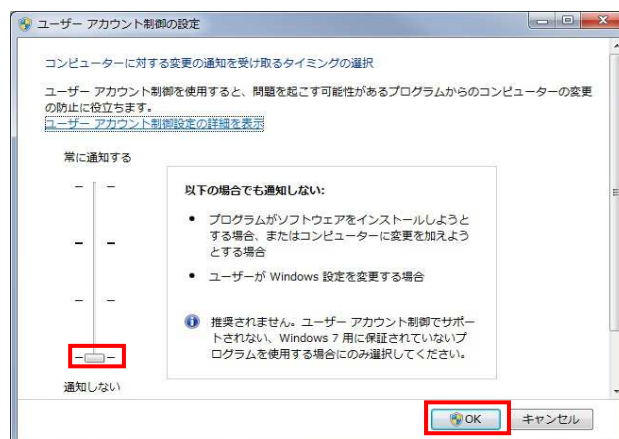 ユーザー アカウント制御の設定
コンピューターに対する変更の通知を受け取るタイミングの選択
ユーザー アカウント制御を使用すると、問題を起こす可能性があるプログラムからのコンピューターの変更
の防止に役立ちます。
ユーザー アカウント制御設定の詳細を表示
常に通知する
以下の場合でも通知しない:
• プログラムがソフトウェアをインストールしようと
する場合、またはコンピューターに変更を加えよう
とする場合
• ユーザーが Windows 設定を変更する場合
推奨されません。ユーザー アカウント制御でサポー
トされない、Windows 7 用に保証されていないプ
ログラムを使用する場合にのみ選択してください。
通知しない
OK
キャンセル